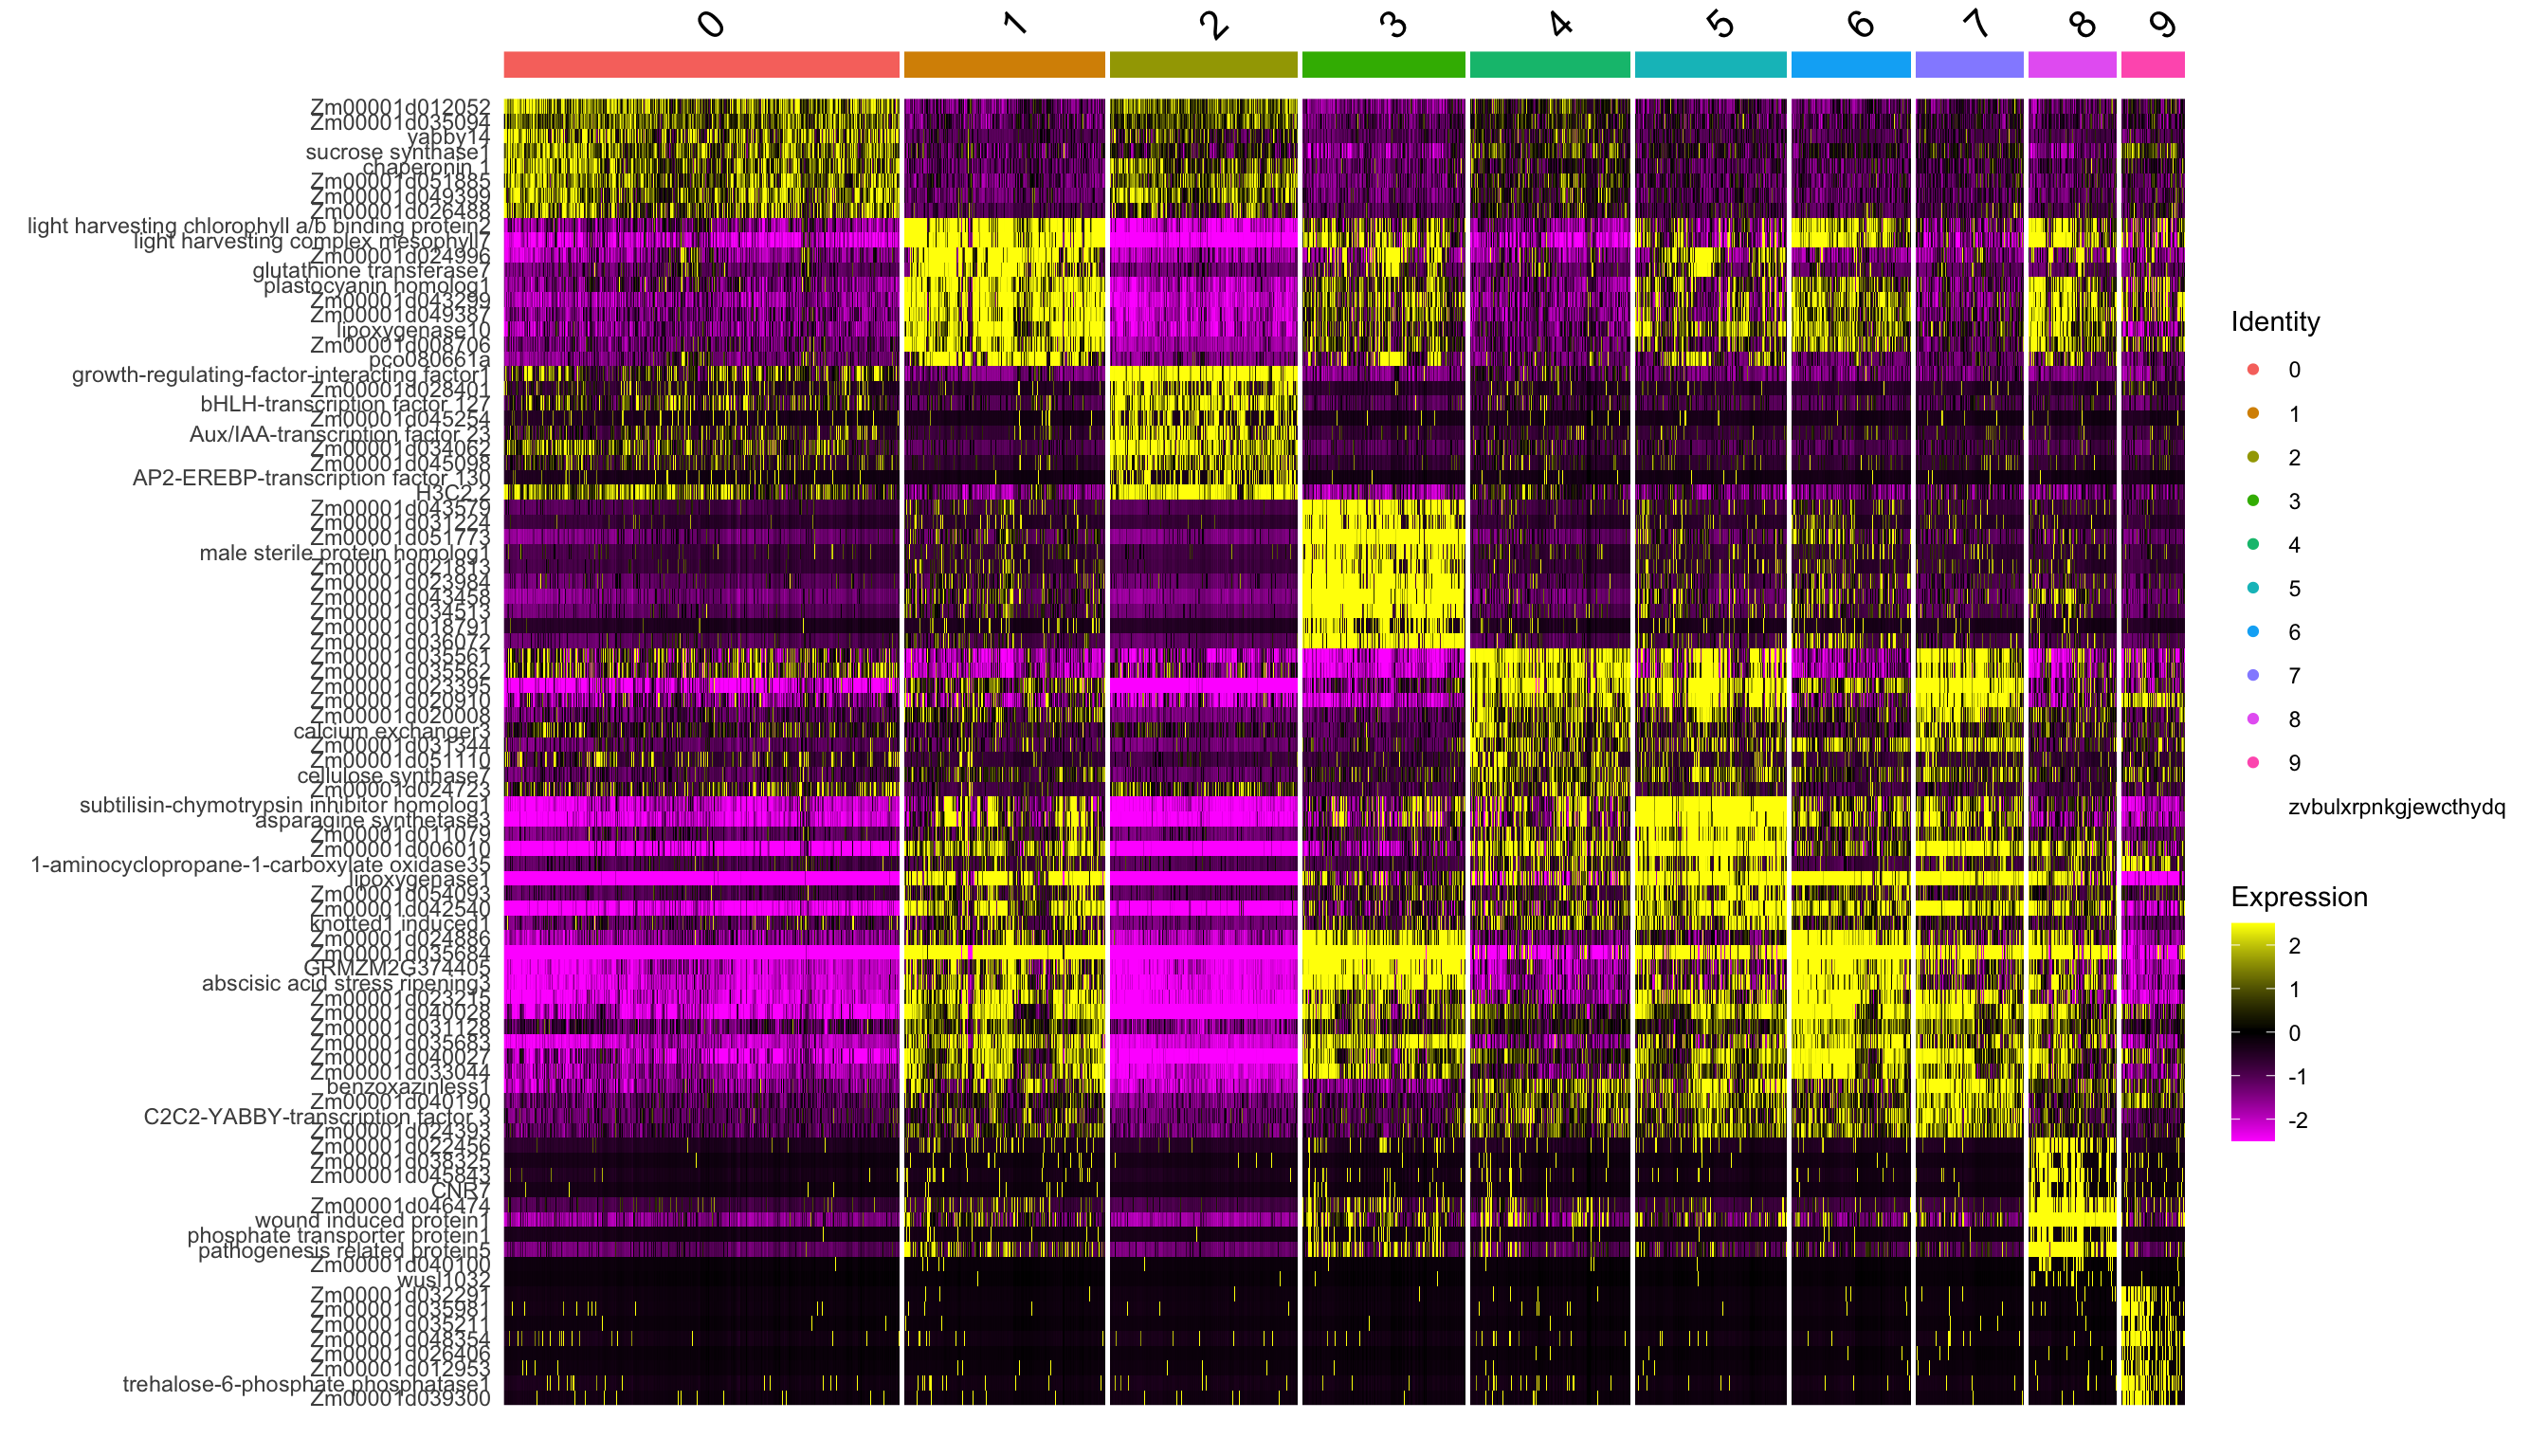 0 1 2 3 4 5 6 7 8 9
Zm00001d012052
Zm00001d035094
yabby14
sucrose synthase1
chaperonin 1
Zm00001d051885
Zm00001d049399
Zm00001d026488
light harvesting chlorophyll a/b binding protein2
light harvesting complex mesophyll7
Zm00001d024996
glutathione transferase7
plastocyanin homolog1
Zm00001d043299
Zm00001d049387
lipoxygenase10
Zm00001d008706
pco080661a
growth-regulating-factor-interacting factor1
Zm00001d028401
bHLH-transcription factor 127
Zm00001d045254
Aux/IAA-transcription factor 23
Zm00001d034062
Zm00001d045098
AP2-EREBP-transcription factor 130
H3C2.2
Zm00001d043579
Zm00001d031224
Zm00001d051773
male sterile protein homolog1
Zm00001d021813
Zm00001d023984
Zm00001d043458
Zm00001d034513
Zm00001d018791
Zm00001d036072
Zm00001d035561
Zm00001d035562
Zm00001d023395
Zm00001d020910
Zm00001d020008
calcium exchanger3
Zm00001d031344
Zm00001d051110
cellulose synthase7
Zm00001d024723
subtilisin-chymotrypsin inhibitor homolog1
asparagine synthetase3
Zm00001d011079
Zm00001d006010
1-aminocyclopropane-1-carboxylate oxidase35
lipoxygenase1
Zm00001d054093
Zm00001d042540
knotted1 induced1
Zm00001d024886
Zm00001d035684
GRMZM2G374405
abscisic acid stress ripening3
Zm00001d023215
Zm00001d040028
Zm00001d031128
Zm00001d035683
Zm00001d040027
Zm00001d033044
benzoxazinless1
Zm00001d040190
C2C2-YABBY-transcription factor 3
Zm00001d024393
Zm00001d022456
Zm00001d038325
Zm00001d045843
CNR7
Zm00001d046474
wound induced protein1
phosphate transporter protein1
pathogenesis related protein5
Zm00001d040106
wusl1032
Zm00001d032291
Zm00001d035981
Zm00001d035211
Zm00001d048354
Zm00001d026406
Zm00001d012953
trehalose-6-phosphate phosphatase1
Zm00001d039300
Identity
0
1
2
3
4
5
6
7
8
9
zvbulxrpnkgjewcthydq
Expression
2
1
0
-1
-2